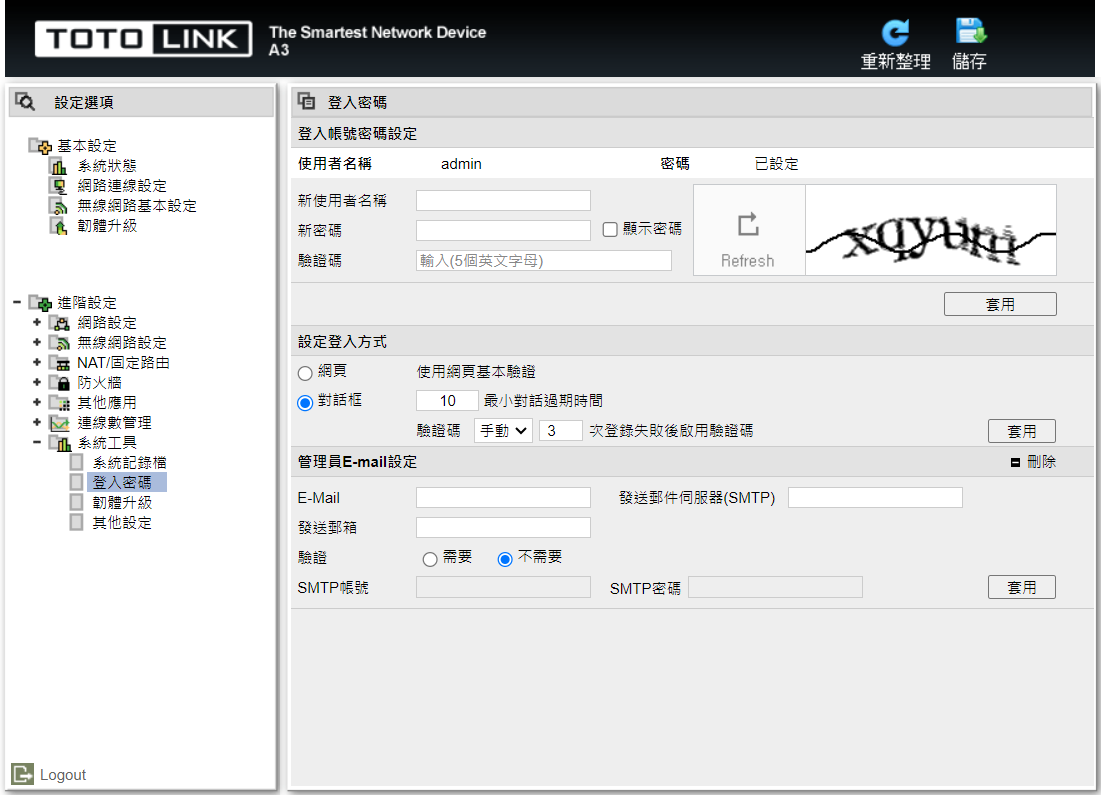 TOTO LINK The Smartest Network Device
A3
重新整理 儲存
設定選項
基本設定
系統狀態
網路連線設定
無線網路基本設定
韌體升級
進階設定
網路設定
無線網路設定
NAT/固定路由
防火牆
其他應用
連線數管理
系統工具
系統記錄檔
登入密碼
韌體升級
其他設定
Logout
登入密碼
登入帳號密碼設定
使用者名稱 admin 密碼 已設定
新使用者名稱
新密碼 顯示密碼
驗證碼 輸入(5個英文字母)
Refresh xqyum
套用
設定登入方式
網頁 使用網頁基本驗證
對話框 10 最小對話過期時間
驗證碼 手動 3 次登錄失敗後啟用驗證碼 套用
管理員E-mail設定 刪除
E-Mail 發送郵件伺服器(SMTP)
發送郵箱
驗證 需要 不需要
SMTP帳號 SMTP密碼 套用